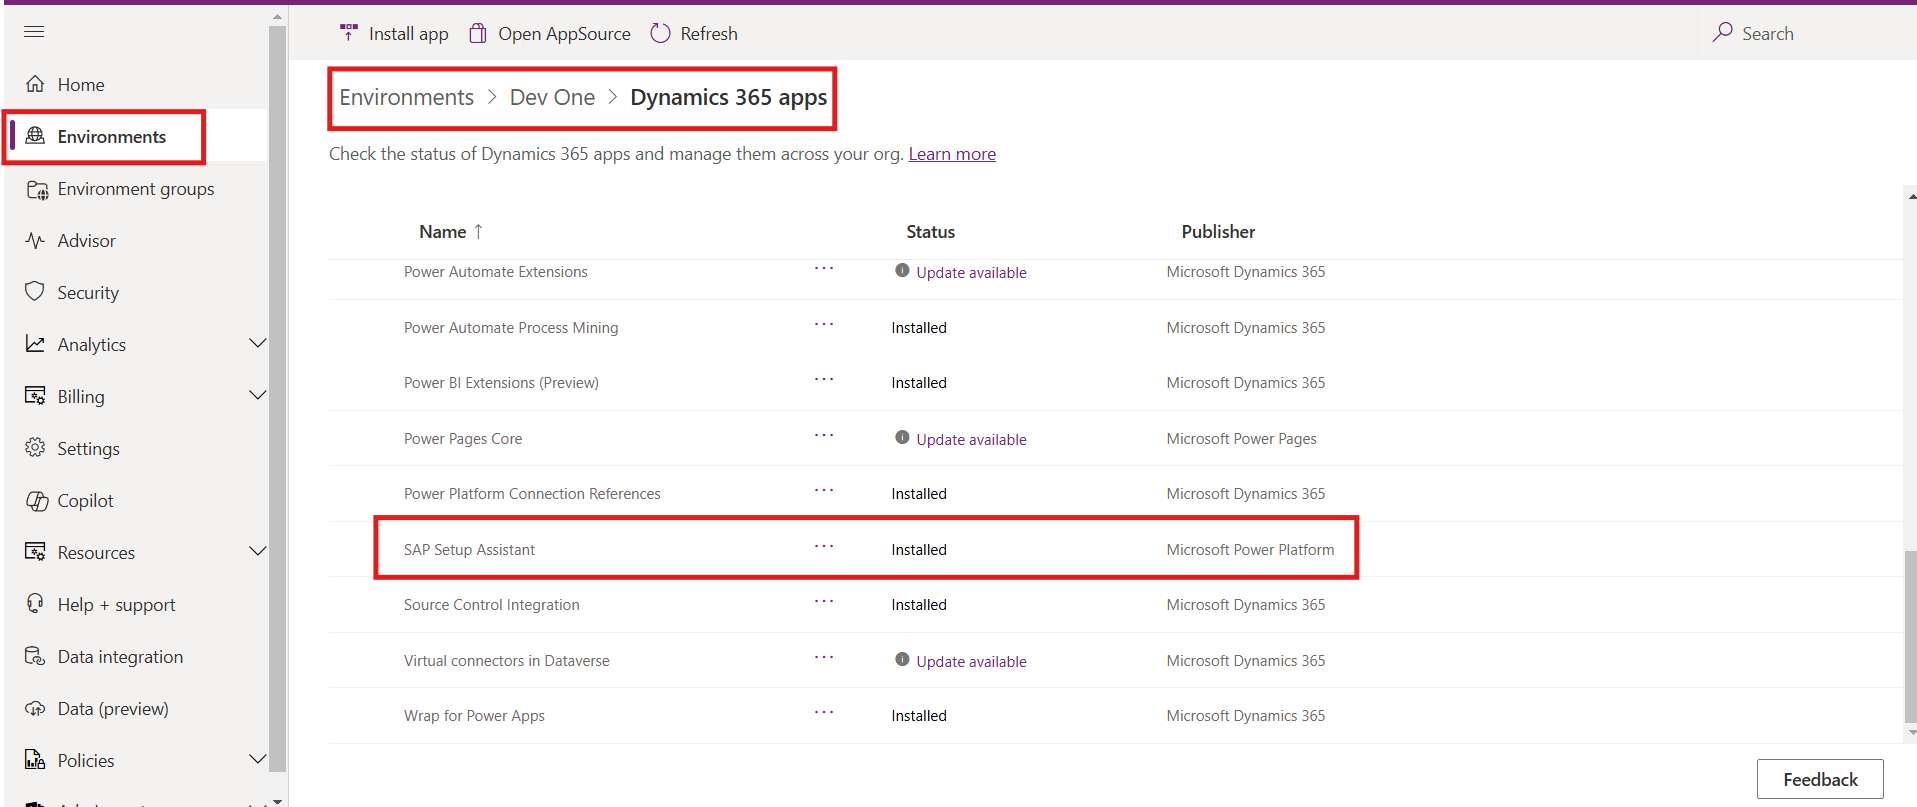 Install app Open AppSource Refresh Search
Home
Environments
Environment groups
Advisor
Security
Analytics
Billing
Settings
Copilot
Resources
Help + support
Data integration
Data (preview)
Policies
Environments > Dev One > Dynamics 365 apps
Check the status of Dynamics 365 apps and manage them across your org. Learn more
Name ↑ Status Publisher
Power Automate Extensions ... Update available Microsoft Dynamics 365
Power Automate Process Mining ... Installed Microsoft Dynamics 365
Power BI Extensions (Preview) ... Installed Microsoft Dynamics 365
Power Pages Core ... Update available Microsoft Power Pages
Power Platform Connection References ... Installed Microsoft Dynamics 365
SAP Setup Assistant ... Installed Microsoft Power Platform
Source Control Integration ... Installed Microsoft Dynamics 365
Virtual connectors in Dataverse ... Update available Microsoft Dynamics 365
Wrap for Power Apps ... Installed Microsoft Dynamics 365
Feedback